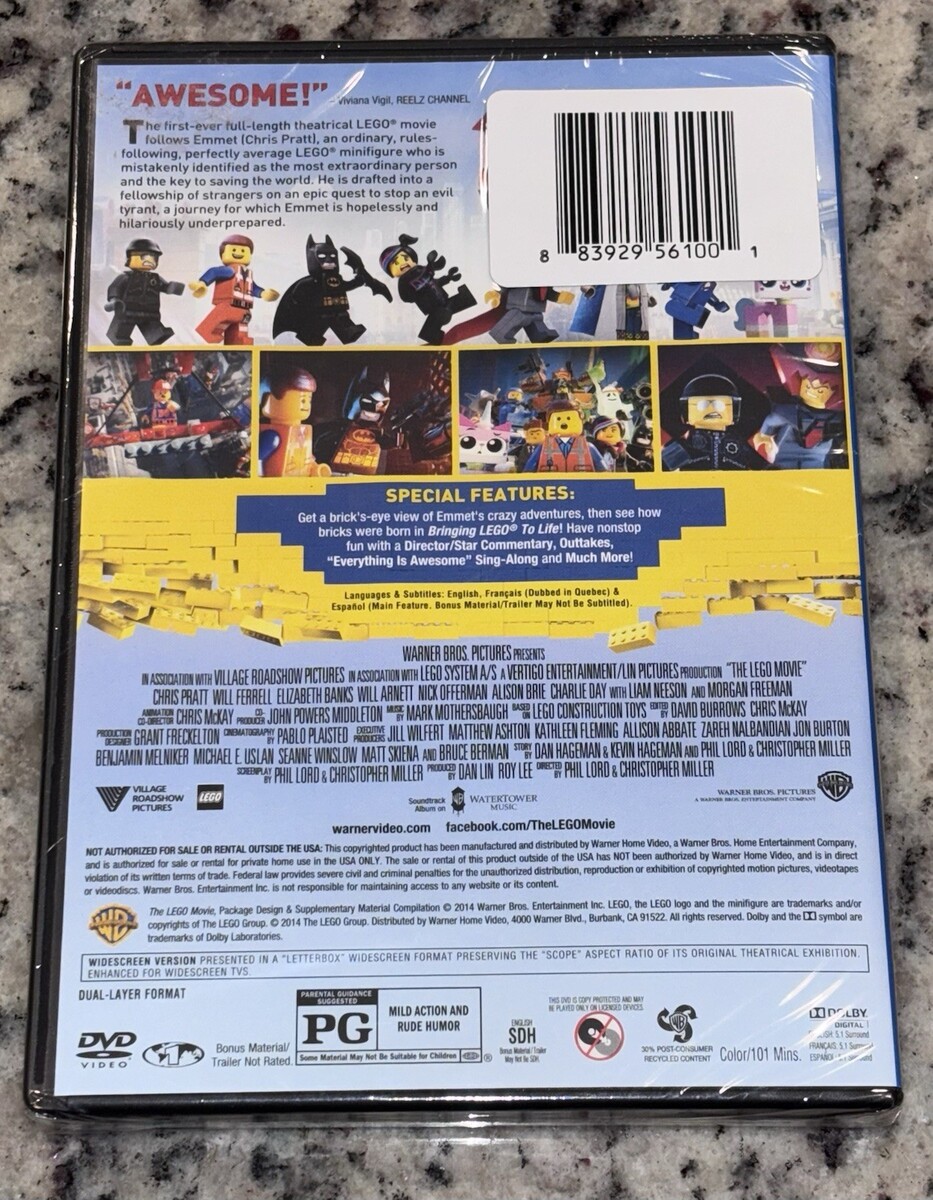 “AWESOME!” – Viviana Vigil, REELZ CHANNEL
The first-ever full-length theatrical LEGO® movie
follows Emmet (Chris Pratt), an ordinary, rules-
following, perfectly average LEGO® minifigure who is
mistakenly identified as the most extraordinary person
and the key to saving the world. He is drafted into a
fellowship of strangers on an epic quest to stop an evil
tyrant, a journey for which Emmet is hopelessly and
hilariously underprepared.
8 83929 56100 1
SPECIAL FEATURES:
Get a brick's-eye view of Emmet's crazy adventures, then see how
bricks were born in Bringing LEGO® To Life! Have nonstop
fun with a Director/Star Commentary, Outtakes,
“Everything Is Awesome” Sing-Along and Much More!
Languages & Subtitles: English, Français (Dubbed in Quebec) &
Español (Main Feature. Bonus Material/Trailer May Not Be Subtitled).
WARNER BROS. PICTURES PRESENTS
IN ASSOCIATION WITH VILLAGE ROADSHOW PICTURES IN ASSOCIATION WITH LEGO SYSTEM A/S A VERTIGO ENTERTAINMENT/LIN PICTURES PRODUCTION “THE LEGO MOVIE”
CHRIS PRATT WILL FERRELL ELIZABETH BANKS WILL ARNETT NICK OFFERMAN ALISON BRIE CHARLIE DAY WITH LIAM NEESON AND MORGAN FREEMAN
ANIMATION CO-DIRECTOR CHRIS McKAY CO-PRODUCER JOHN POWERS MIDDLETON MUSIC BY MARK MOTHERSBAUGH BASED ON LEGO CONSTRUCTION TOYS EDITED BY DAVID BURROWS CHRIS McKAY
PRODUCTION DESIGNER GRANT FRECKELTON CINEMATOGRAPHY BY PABLO PLAISTED EXECUTIVE PRODUCERS JILL WILFERT MATTHEW ASHTON KATHLEEN FLEMING ALLISON ABBATE ZAREH NALBANDIAN JON BURTON
BENJAMIN MELNIKER MICHAEL E. USLAN SEANNE WINSLOW MATT SKIENA AND BRUCE BERMAN STORY BY DAN HAGEMAN & KEVIN HAGEMAN AND PHIL LORD & CHRISTOPHER MILLER
SCREENPLAY BY PHIL LORD & CHRISTOPHER MILLER PRODUCED BY DAN LIN ROY LEE DIRECTED BY PHIL LORD & CHRISTOPHER MILLER
VILLAGE
ROADSHOW
PICTURES
LEGO
Soundtrack
Album on
WATERTOWER
MUSIC
WARNER BROS. PICTURES
A WARNER BROS. ENTERTAINMENT COMPANY
warnervideo.com facebook.com/TheLEGOMovie
NOT AUTHORIZED FOR SALE OR RENTAL OUTSIDE THE USA: This copyrighted product has been manufactured and distributed by Warner Home Video, a Warner Bros. Home Entertainment Company,
and is authorized for sale or rental for private home use in the USA ONLY. The sale or rental of this product outside of the USA has NOT been authorized by Warner Home Video, and is in direct
violation of its written terms of trade. Federal law provides severe civil and criminal penalties for the unauthorized distribution, reproduction or exhibition of copyrighted motion pictures, videotapes
or videodiscs. Warner Bros. Entertainment Inc. is not responsible for maintaining access to any website or its content.
The LEGO Movie, Package Design & Supplementary Material Compilation © 2014 Warner Bros. Entertainment Inc. LEGO, the LEGO logo and the minifigure are trademarks and/or
copyrights of The LEGO Group. © 2014 The LEGO Group. Distributed by Warner Home Video, 4000 Warner Blvd., Burbank, CA 91522. All rights reserved. Dolby and the DD symbol are
trademarks of Dolby Laboratories.
WIDESCREEN VERSION PRESENTED IN A “LETTERBOX” WIDESCREEN FORMAT PRESERVING THE “SCOPE” ASPECT RATIO OF ITS ORIGINAL THEATRICAL EXHIBITION.
ENHANCED FOR WIDESCREEN TVS.
DUAL-LAYER FORMAT
DVD
VIDEO
1
Bonus Material/
Trailer Not Rated.
PARENTAL GUIDANCE SUGGESTED
PG
MILD ACTION AND
RUDE HUMOR
Some Material May Not Be Suitable for Children
®
ENGLISH
SDH
Bonus Material/Trailer
May Not Be SDH.
THIS DVD IS COPY PROTECTED AND MAY
BE PLAYED ONLY ON LICENSED DEVICES.
30% POST-CONSUMER
RECYCLED CONTENT
Color/101 Mins.
DOLBY
DIGITAL
5.1 Surround
FRANÇAIS: 5.1 Surround
ESPAÑOL: 5.1 Surround